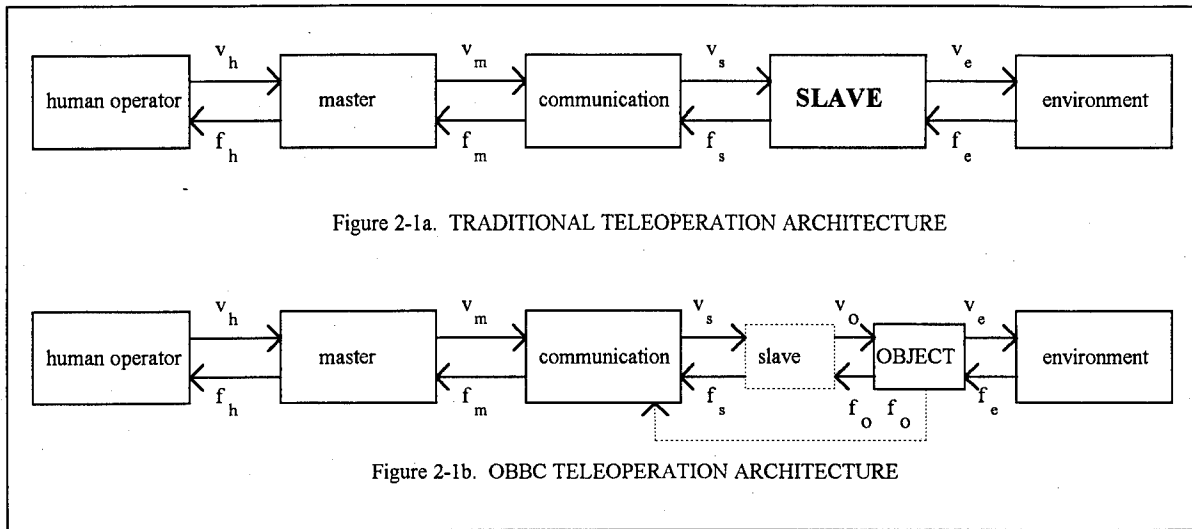 v h v m v s v e
human operator master communication SLAVE environment
f h f m f s f e
Figure 2-1a. TRADITIONAL TELEOPERATION ARCHITECTURE
v h v m v s v o v e
human operator master communication slave OBJECT environment
f h f m f s f o f o f e
Figure 2-1b. OBBC TELEOPERATION ARCHITECTURE